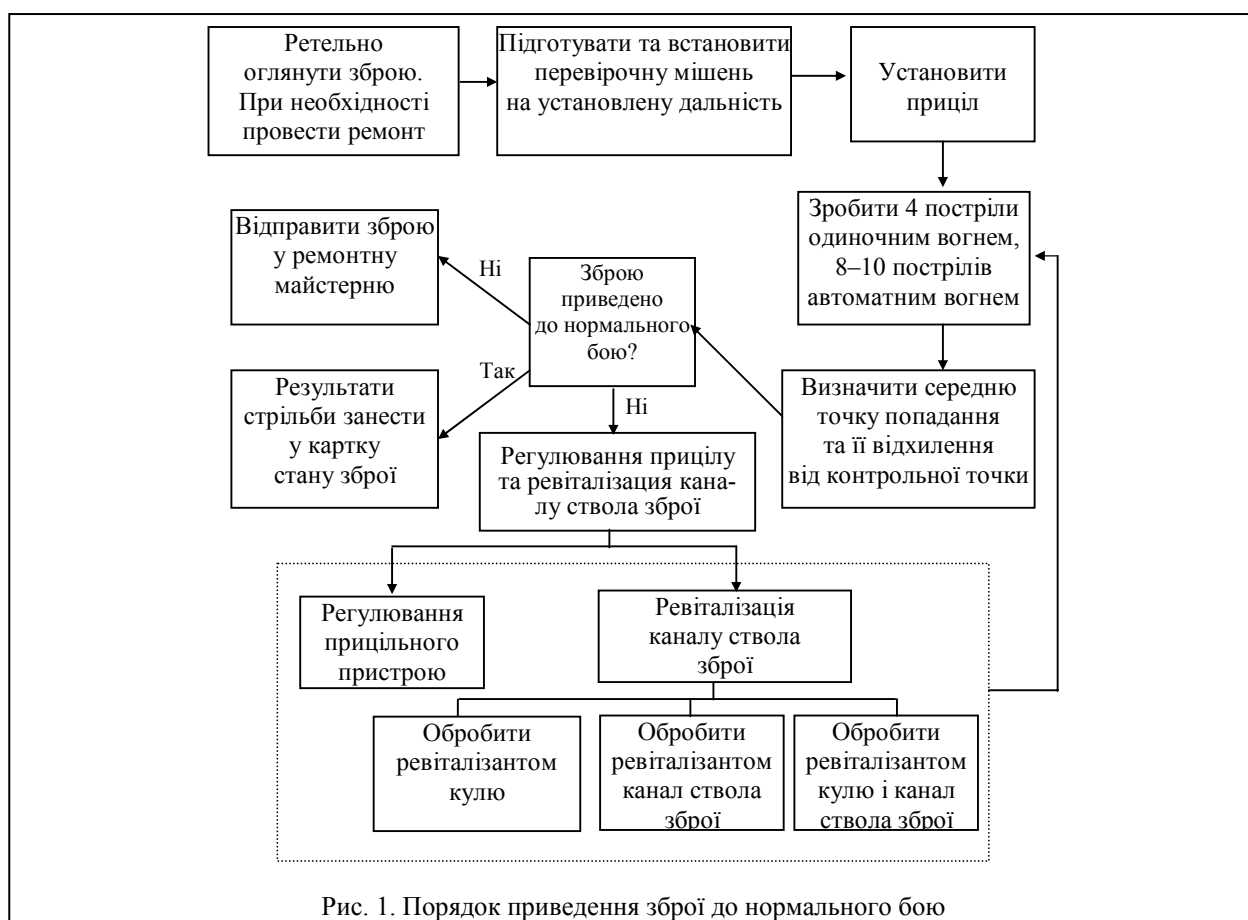 Ретельно
оглянути зброю.
При необхідності
провести ремонт
Підготувати та встановити
перевірочну мішень
на установлену дальність
Установити
приціл
Зробити 4 постріли
одиночним вогнем,
8–10 пострілів
автоматним вогнем
Відправити зброю
у ремонтну
майстерню
Ні
Зброю
приведено
до нормального
бою?
Так
Результати
стрільби занести
у картку
стану зброї
Ні
Визначити середню
точку попадання
та її відхилення
від контрольної точки
Регулювання прицілу
та ревіталізация кана-
лу ствола зброї
Регулювання
прицільного
пристрою
Ревіталізація
каналу ствола
зброї
Обробити
ревіталізантом
кулю
Обробити
ревіталізантом
канал ствола
зброї
Обробити
ревіталізантом
кулю і канал
ствола зброї
Рис. 1. Порядок приведення зброї до нормального бою